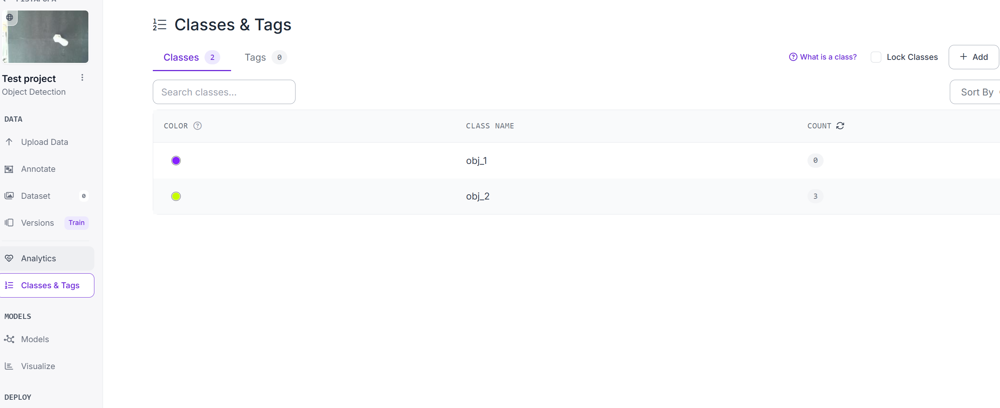 Test project
Object Detection
DATA
Upload Data
Annotate
Dataset 0
Versions Train
Analytics
Classes & Tags
MODELS
Models
Visualize
DEPLOY
Classes & Tags
Classes 2 Tags 0
What is a class? Lock Classes + Add
Search classes...
Sort By
COLOR CLASS NAME COUNT
obj_1 0
obj_2 3